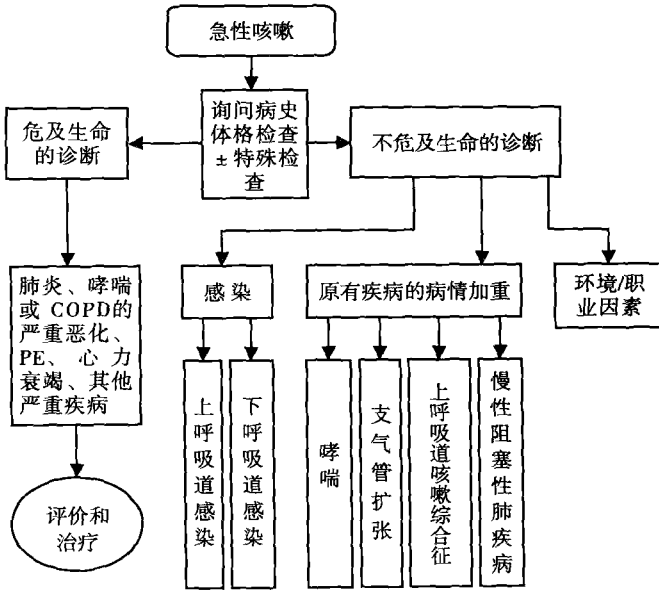 急性咳嗽
询问病史
体格检查
±特殊检
查
危及生命
的诊断
不危及生命的诊断
肺炎、哮喘
或COPD的
严重恶化、
PE、心力
衰竭、其他
严重疾病
感染
原有疾病的病情加重
环境/职
业因素
上呼吸道感染
下呼吸道感染
哮喘
支气管扩张
上呼吸道咳嗽综合征
慢性阻塞性肺疾病
评价和
治疗